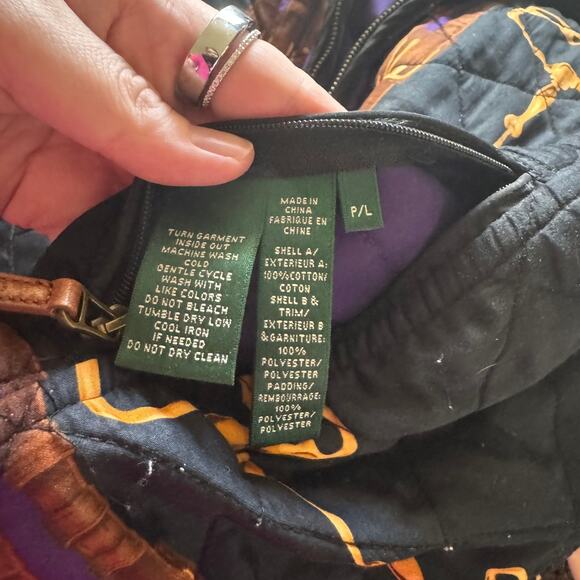 TURN GARMENT
INSIDE OUT
MACHINE WASH
COLD
GENTLE CYCLE
WASH WITH
LIKE COLORS
DO NOT BLEACH
TUMBLE DRY LOW
COOL IRON
IF NEEDED
DO NOT DRY CLEAN
MADE IN
CHINA
FABRIQUE EN
CHINE
SHELL A/
EXTERIEUR A:
100%COTTON/
COTON
SHELL B &
TRIM/
EXTERIEUR B
& GARNITURE:
100%
POLYESTER/
POLYESTER
PADDING/
REMBOURRAGE:
100%
POLYESTER/
POLYESTER
P/L